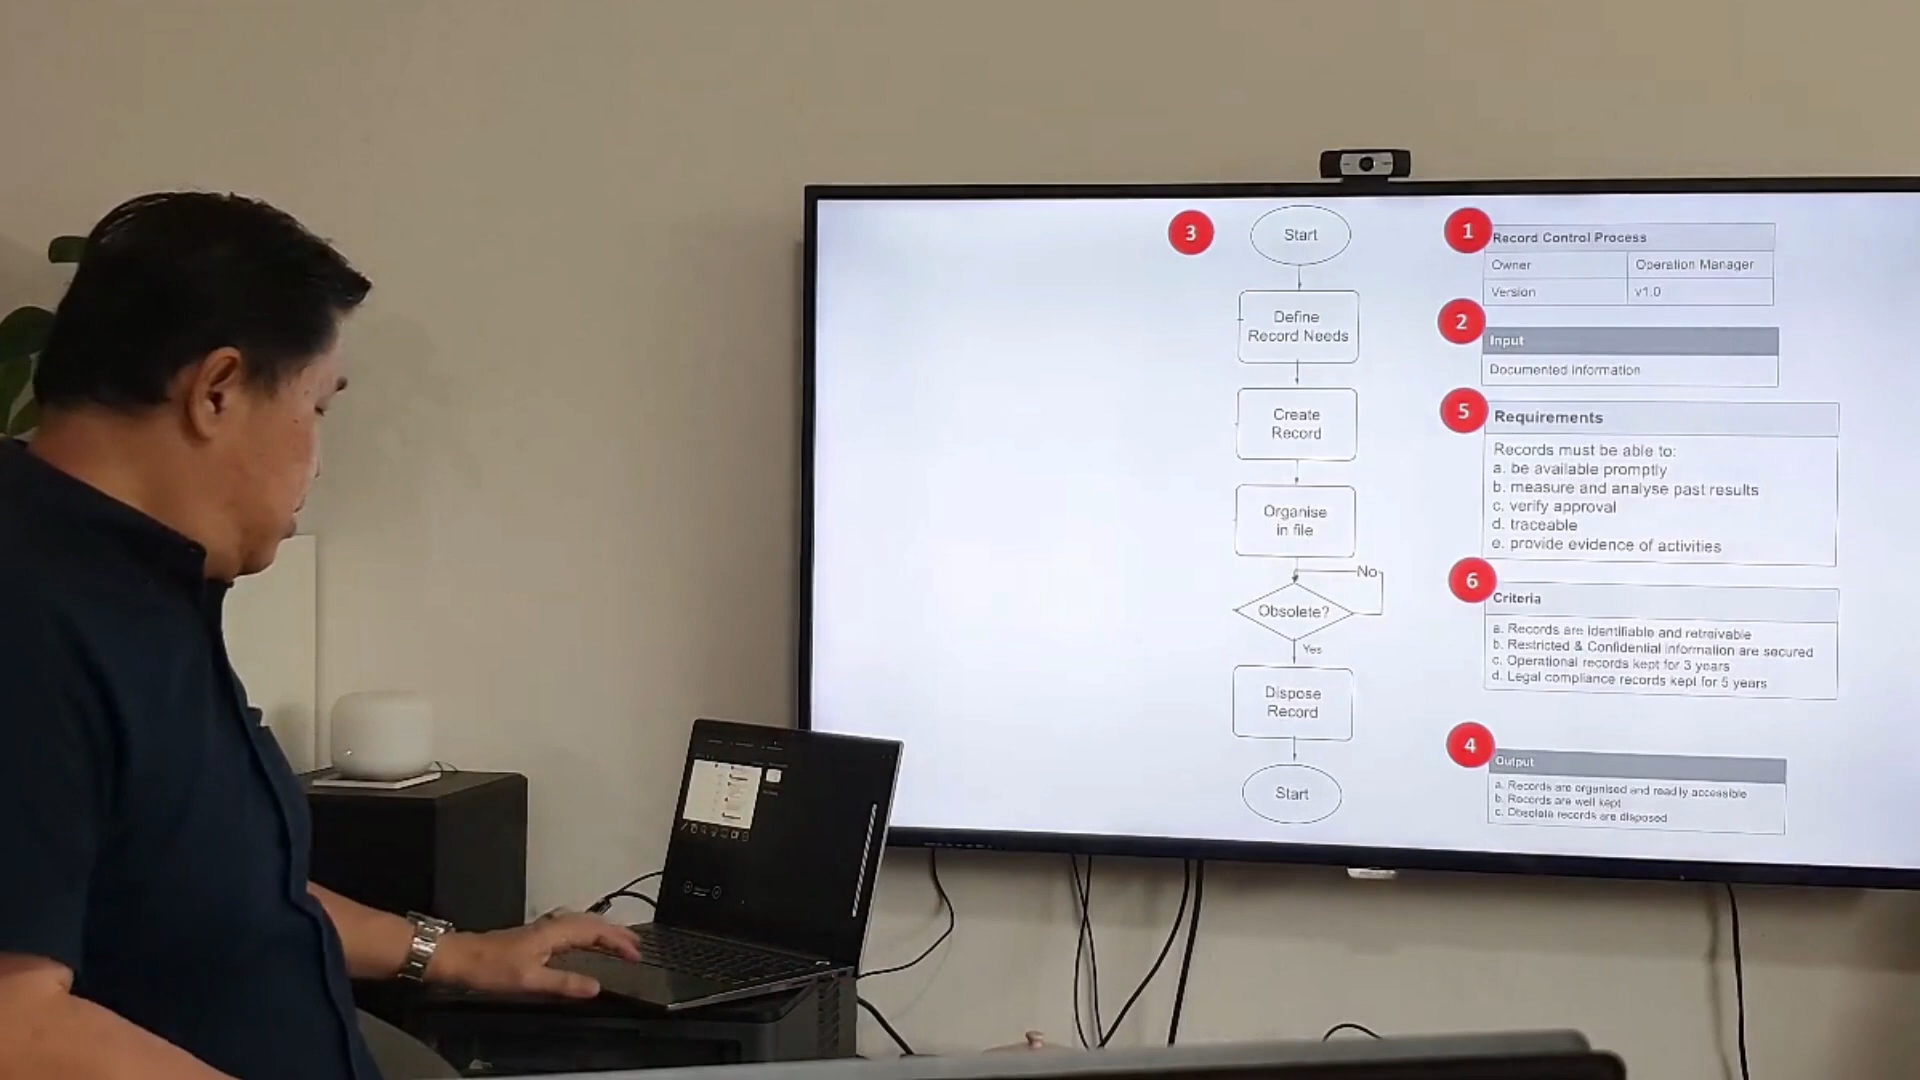 3
Start
Define
Record Needs
Create
Record
Organise
in file
No
Obsolete?
Yes
Dispose
Record
Start
1
Record Control Process
Owner Operation Manager
Version v1.0
2
Input
Documented Information
5
Requirements
Records must be able to:
a. be available promptly
b. measure and analyse past results
c. verify approval
d. traceable
e. provide evidence of activities
6
Criteria
a. Records are identifiable and retreivable
b. Restricted & Confidential information are secured
c. Operational records kept for 3 years
d. Legal compliance records kept for 5 years
4
Output
a. Records are organised and readily accessible
b. Records are well kept
c. Obsolete records are disposed